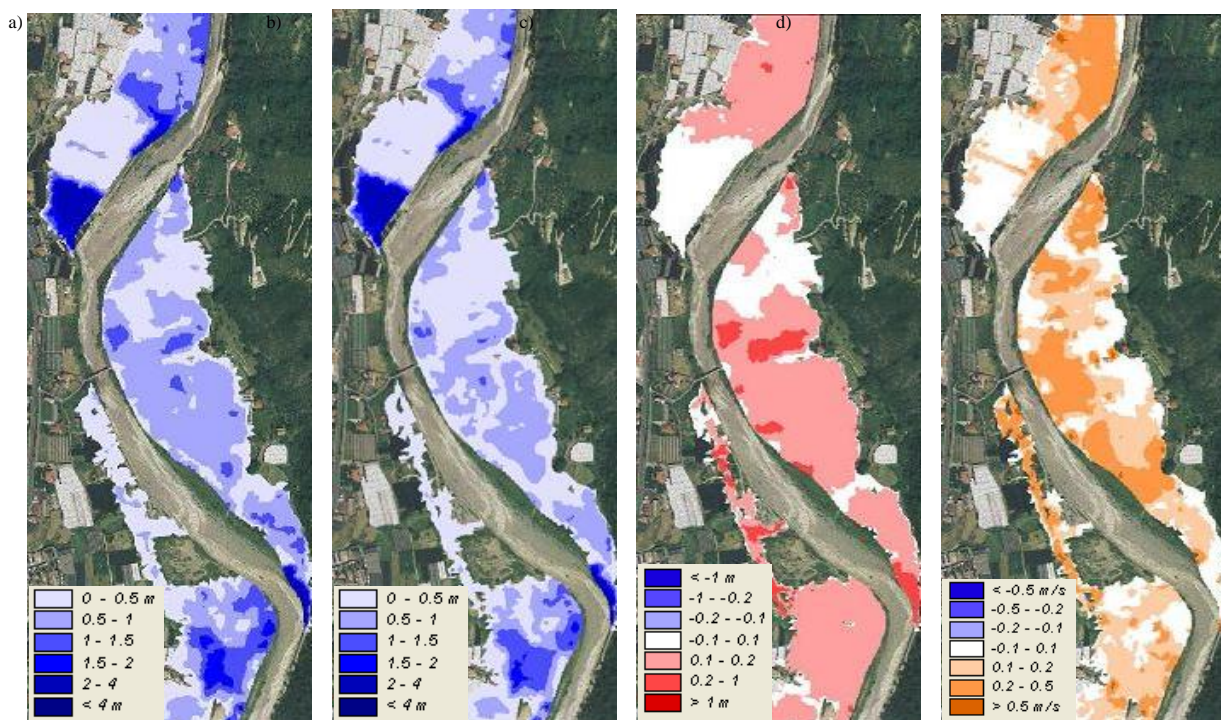 a)
b)
c)
d)
0 - 0.5 m
0.5 - 1
1 - 1.5
1.5 - 2
2 - 4
< 4 m
0 - 0.5 m
0.5 - 1
1 - 1.5
1.5 - 2
2 - 4
< 4 m
< -1 m
-1 - -0.2
-0.2 - -0.1
-0.1 - 0.1
0.1 - 0.2
0.2 - 1
> 1 m
< -0.5 m/s
-0.5 - -0.2
-0.2 - -0.1
-0.1 - 0.1
0.1 - 0.2
0.2 - 0.5
> 0.5 m/s